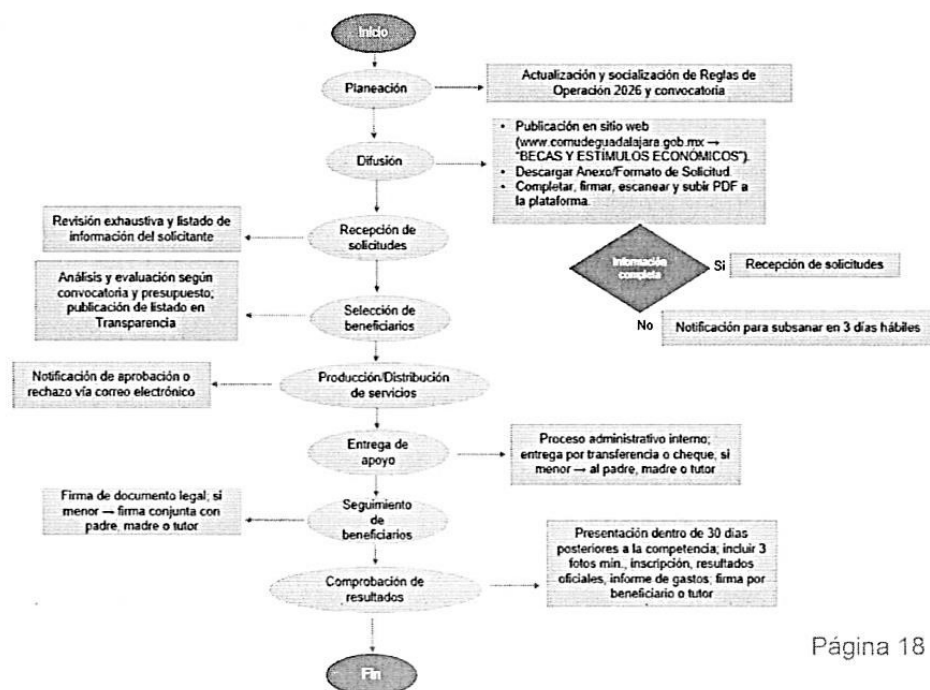 Inicio
Planeación
Actualización y socialización de Reglas de
Operación 2026 y convocatoria
Difusión
• Publicación en sitio web
(www.comudeguadalajara.gob.mx →
"BECAS Y ESTÍMULOS ECONÓMICOS").
• Descargar Anexo/Formato de Solicitud.
• Completar, firmar, escanear y subir PDF a
la plataforma.
Recepción de
solicitudes
Revisión exhaustiva y listado de
información del solicitante
Información
completa
Si
Recepción de solicitudes
No
Notificación para subsanar en 3 días hábiles
Selección de
beneficiarios
Análisis y evaluación según
convocatoria y presupuesto;
publicación de listado en
Transparencia
Producción/Distribución
de servicios
Notificación de aprobación o
rechazo vía correo electrónico
Entrega de
apoyo
Proceso administrativo interno;
entrega por transferencia o cheque, si
menor → al padre, madre o tutor
Seguimiento
de
beneficiarios
Firma de documento legal; si
menor → firma conjunta con
padre, madre o tutor
Comprobación de
resultados
Presentación dentro de 30 días
posteriores a la competencia; incluir 3
fotos mín., inscripción, resultados
oficiales, informe de gastos; firma por
beneficiario o tutor
Fin
Página 18